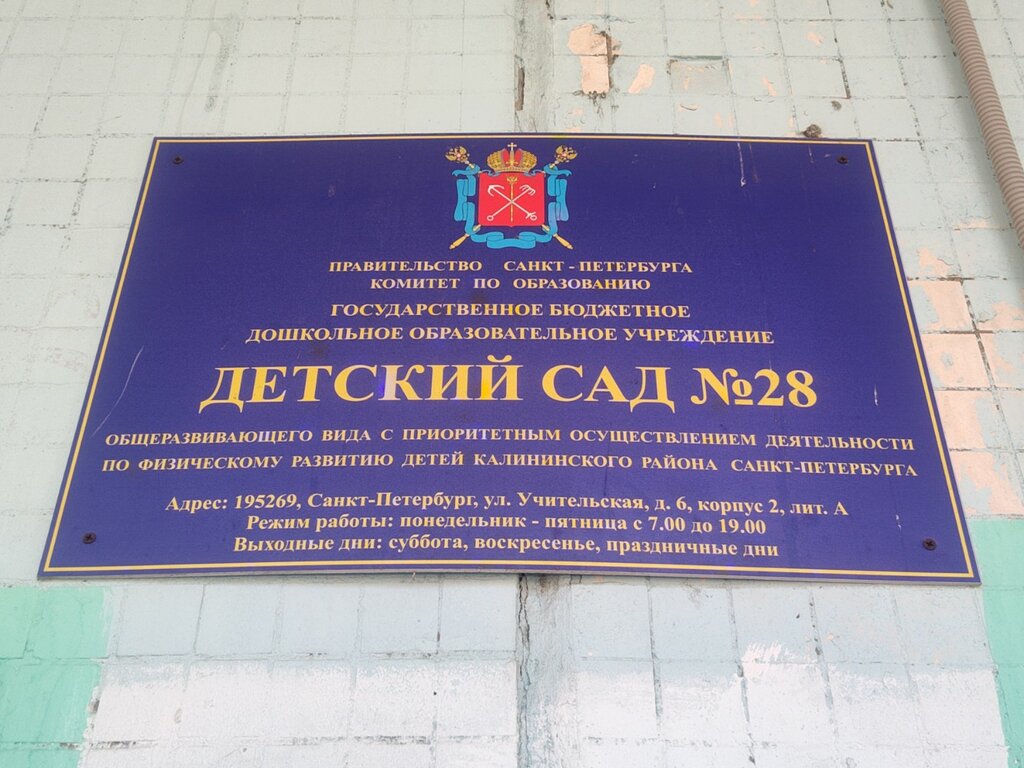 ПРАВИТЕЛЬСТВО САНКТ - ПЕТЕРБУРГА
КОМИТЕТ ПО ОБРАЗОВАНИЮ
ГОСУДАРСТВЕННОЕ БЮДЖЕТНОЕ
ДОШКОЛЬНОЕ ОБРАЗОВАТЕЛЬНОЕ УЧРЕЖДЕНИЕ
ДЕТСКИЙ САД №28
ОБЩЕРАЗВИВАЮЩЕГО ВИДА С ПРИОРИТЕТНЫМ ОСУЩЕСТВЛЕНИЕМ ДЕЯТЕЛЬНОСТИ
ПО ФИЗИЧЕСКОМУ РАЗВИТИЮ ДЕТЕЙ КАЛИНИНСКОГО РАЙОНА САНКТ-ПЕТЕРБУРГА
Адрес: 195269, Санкт-Петербург, ул. Учительская, д. 6, корпус 2, лит. А
Режим работы: понедельник - пятница с 7.00 до 19.00
Выходные дни: суббота, воскресенье, праздничные дни